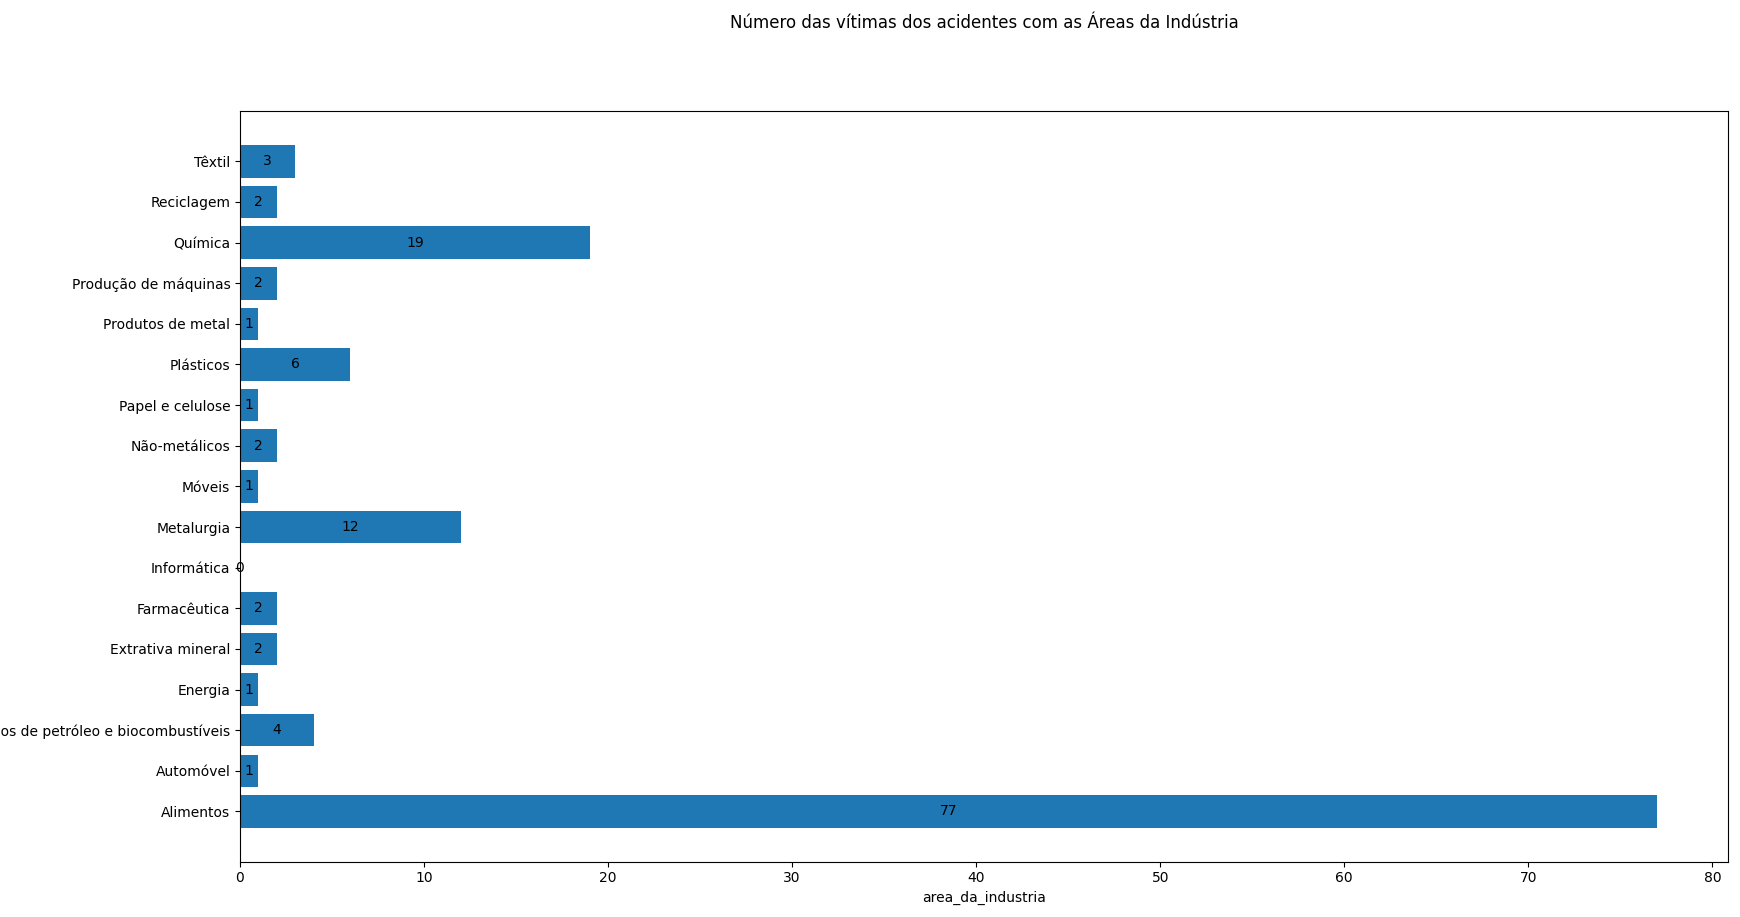 Número das vítimas dos acidentes com as Áreas da Indústria
Têxtil 3
Reciclagem 2
Química 19
Produção de máquinas 2
Produtos de metal 1
Plásticos 6
Papel e celulose 1
Não-metálicos 2
Móveis 1
Metalurgia 12
Informática 0
Farmacêutica 2
Extrativa mineral 2
Energia 1
os de petróleo e biocombustíveis 4
Automóvel 1
Alimentos 77
0 10 20 30 40 50 60 70 80
area_da_industria